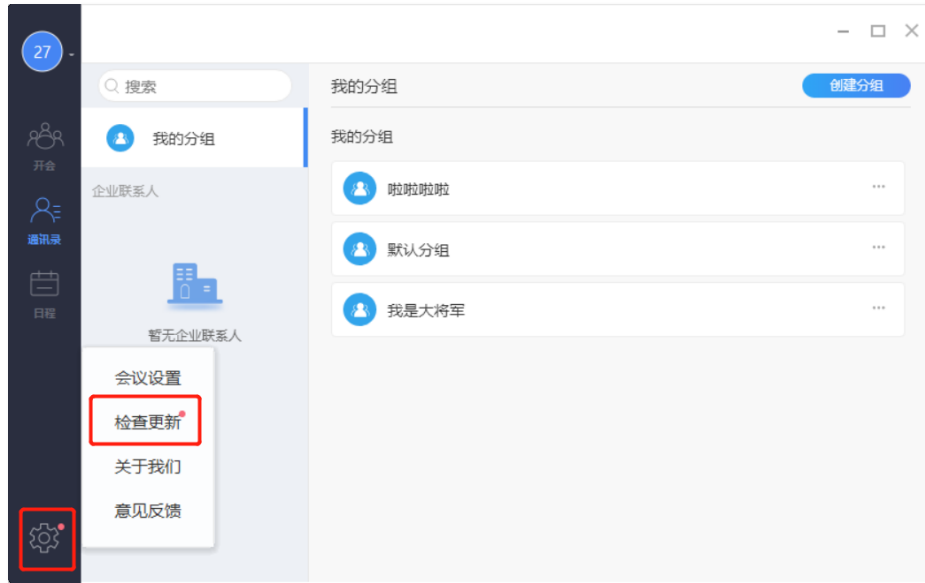 27
开会
通讯录
日程
搜索
我的分组
企业联系人
暂无企业联系人
会议设置
检查更新
关于我们
意见反馈
我的分组
创建分组
我的分组
啦啦啦啦
默认分组
我是大将军